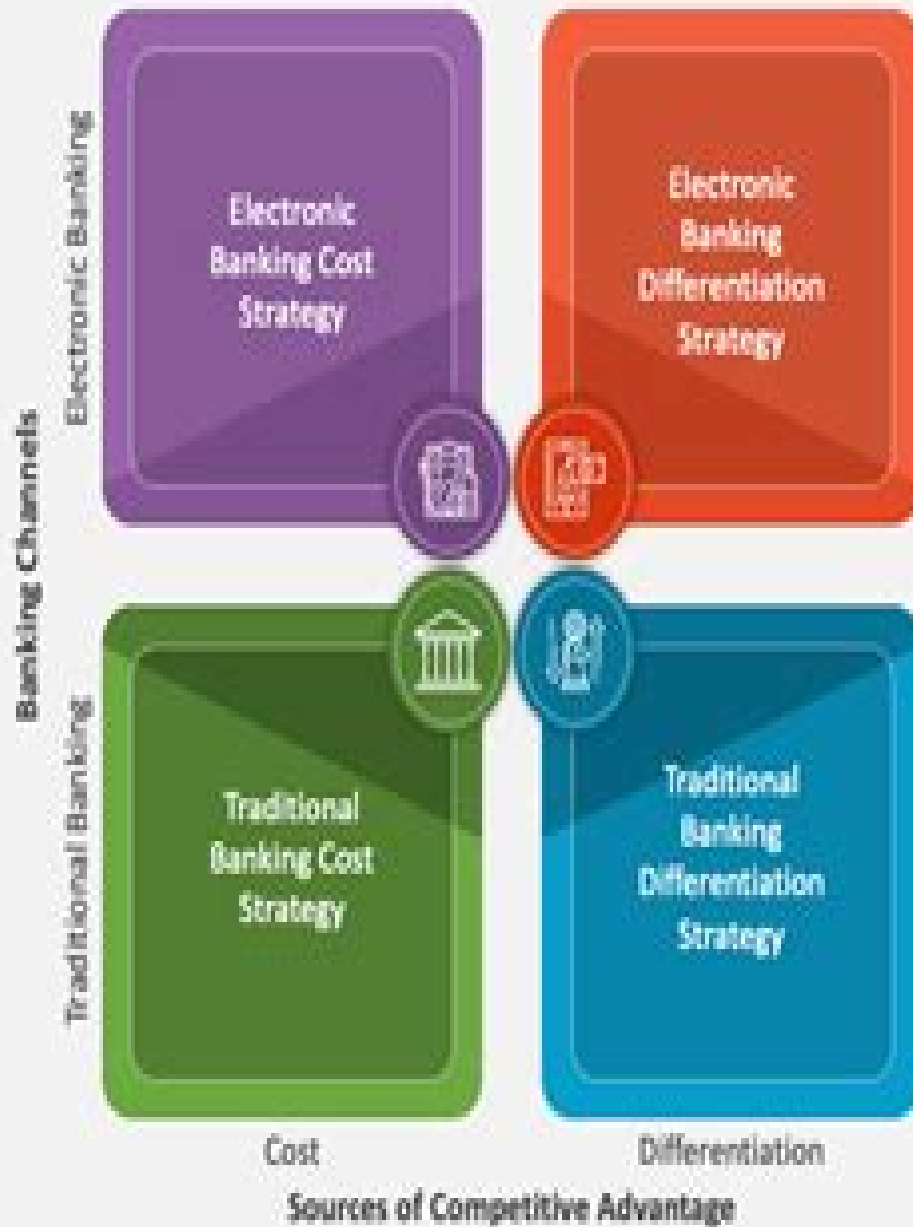 Banking Channels
Electronic Banking
Electronic
Banking Cost
Strategy
Electronic
Banking
Differentiation
Strategy
Traditional Banking
Traditional
Banking Cost
Strategy
Traditional
Banking
Differentiation
Strategy
Cost
Differentiation
Sources of Competitive Advantage